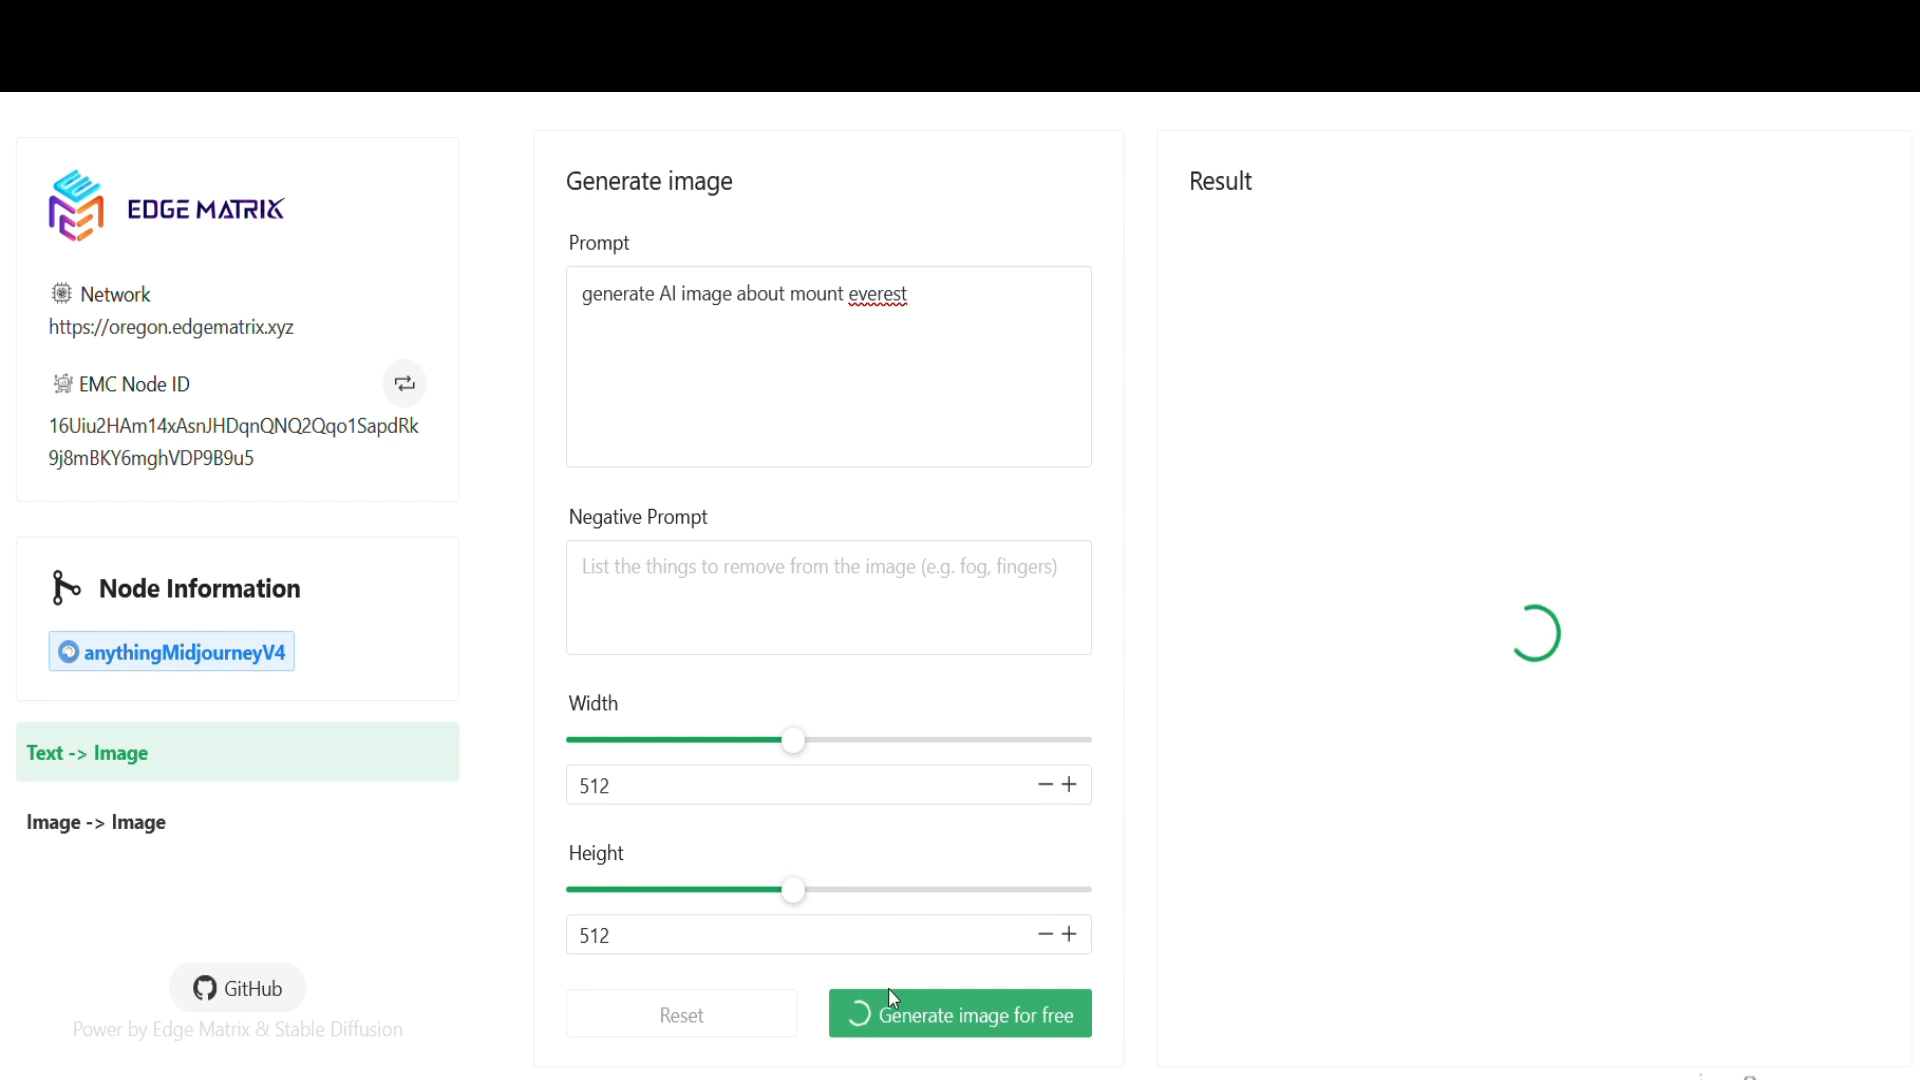 EDGE MATRIX
Network
https://oregon.edgematrix.xyz
EMC Node ID
16Uiu2HAm14xAsnJHDqnQNQ2Qqo1SapdRk
9j8mBKY6mghVDP9B9u5
Node Information
anythingMidjourneyV4
Text -> Image
Image -> Image
GitHub
Power by Edge Matrix & Stable Diffusion
Generate image
Prompt
generate AI image about mount everest
Negative Prompt
List the things to remove from the image (e.g. fog, fingers)
Width
512
Height
512
Reset
Generate image for free
Result